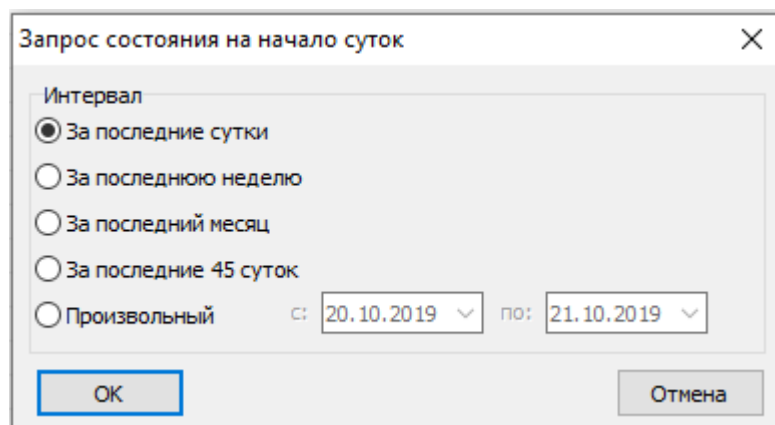 Запрос состояния на начало суток
Интервал
За последние сутки
За последнюю неделю
За последний месяц
За последние 45 суток
Произвольный с: 20.10.2019 по: 21.10.2019
OK Отмена